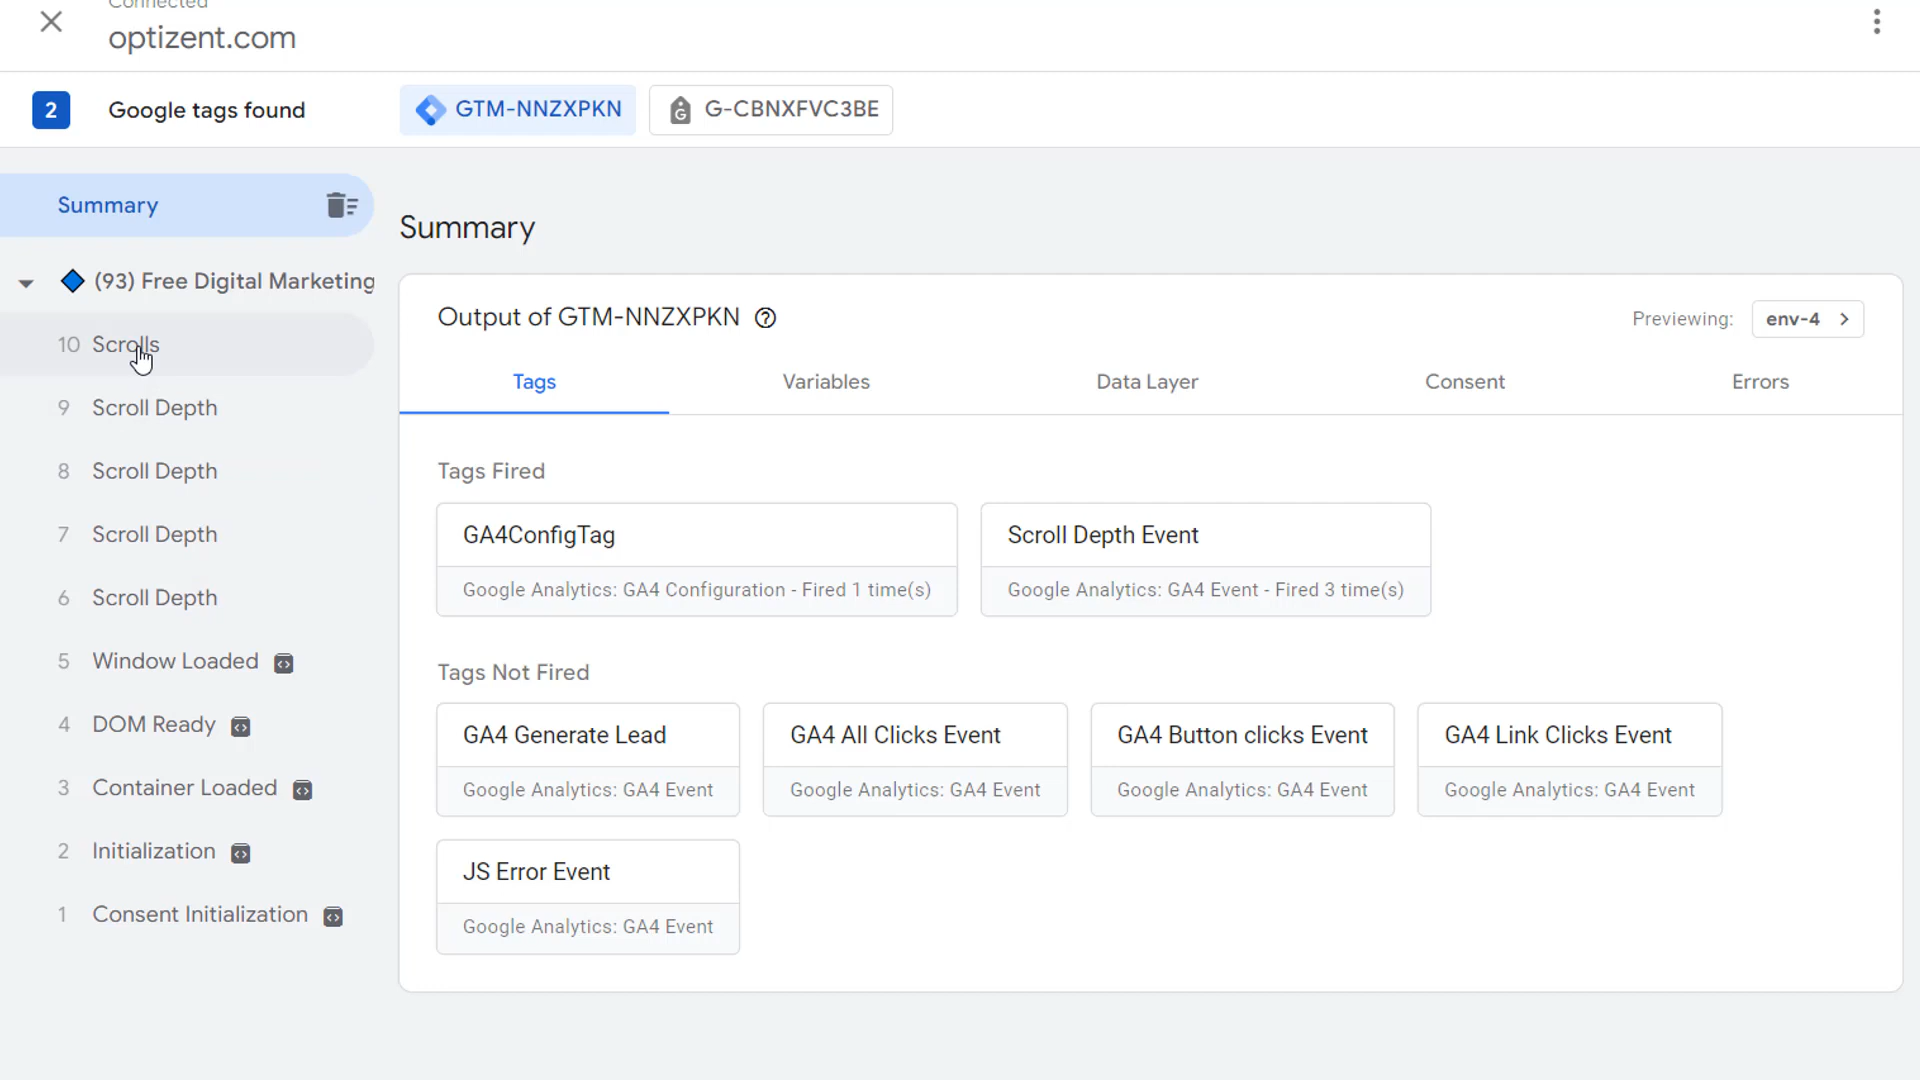 Connected
optizent.com
2 Google tags found GTM-NNZXPKN G-CBNXFVC3BE
Summary
(93) Free Digital Marketing
10 Scrolls
9 Scroll Depth
8 Scroll Depth
7 Scroll Depth
6 Scroll Depth
5 Window Loaded
4 DOM Ready
3 Container Loaded
2 Initialization
1 Consent Initialization
Summary
Output of GTM-NNZXPKN
Previewing: env-4
Tags Variables Data Layer Consent Errors
Tags Fired
GA4ConfigTag
Google Analytics: GA4 Configuration - Fired 1 time(s)
Scroll Depth Event
Google Analytics: GA4 Event - Fired 3 time(s)
Tags Not Fired
GA4 Generate Lead
Google Analytics: GA4 Event
GA4 All Clicks Event
Google Analytics: GA4 Event
GA4 Button clicks Event
Google Analytics: GA4 Event
GA4 Link Clicks Event
Google Analytics: GA4 Event
JS Error Event
Google Analytics: GA4 Event